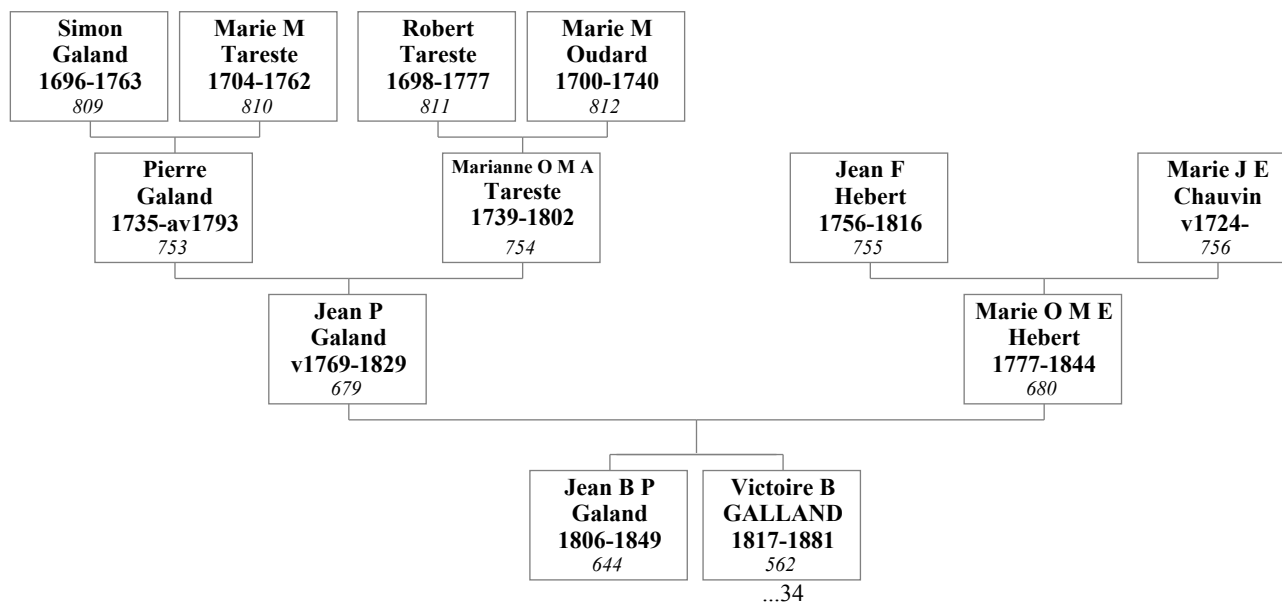 Simon
Galand
1696-1763
809
Marie M
Tareste
1704-1762
810
Robert
Tareste
1698-1777
811
Marie M
Oudard
1700-1740
812
Pierre
Galand
1735-av1793
753
Marianne O M A
Tareste
1739-1802
754
Jean F
Hebert
1756-1816
755
Marie J E
Chauvin
v1724-
756
Jean P
Galand
v1769-1829
679
Marie O M E
Hebert
1777-1844
680
Jean B P
Galand
1806-1849
644
Victoire B
GALLAND
1817-1881
562
...34